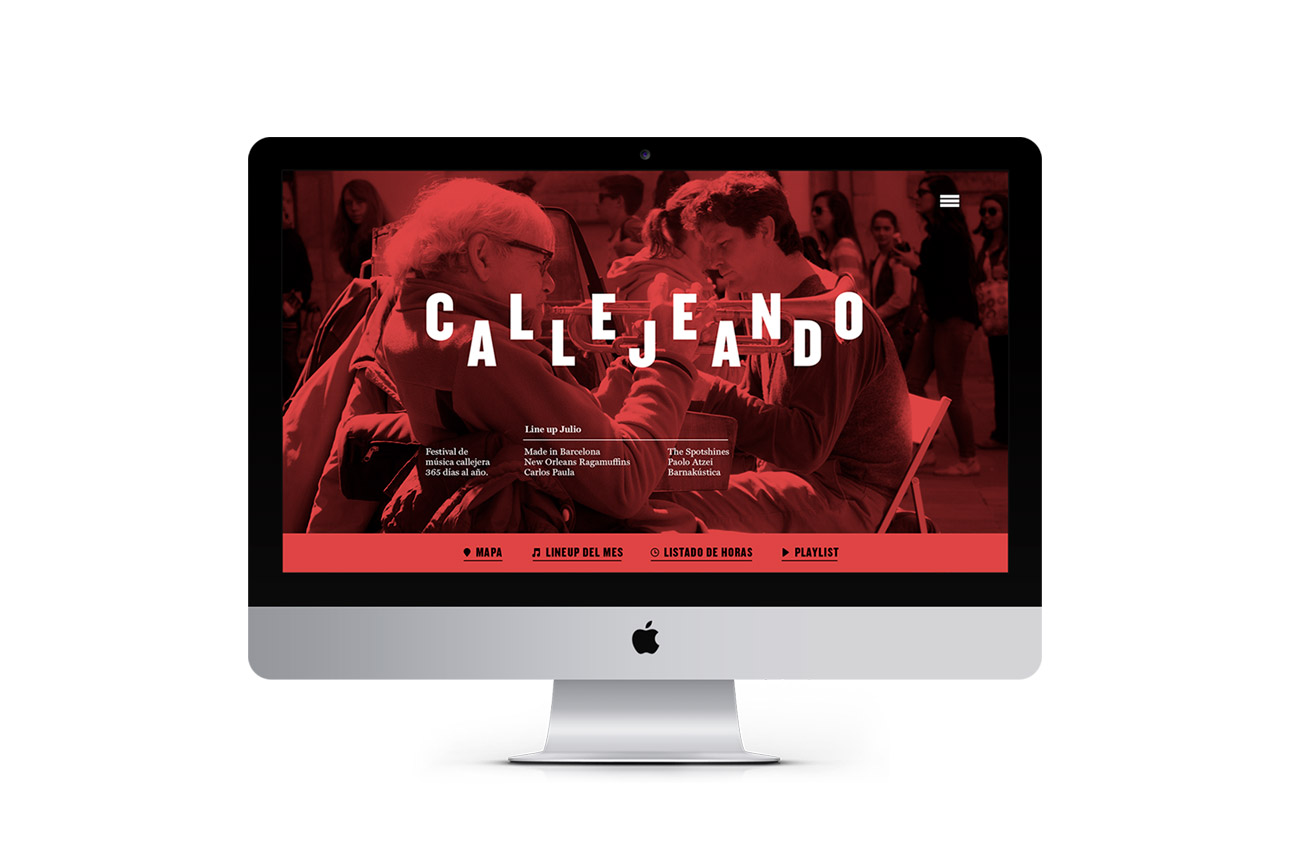 CALLEJEANDO
Line up Julio
Festival de
música callejera
365 días al año.
Made in Barcelona
New Orleans Ragamuffins
Carlos Paula
The Spotshines
Paolo Atzei
Barnakústica
MAPA
LINEUP DEL MES
LISTADO DE HORAS
PLAYLIST